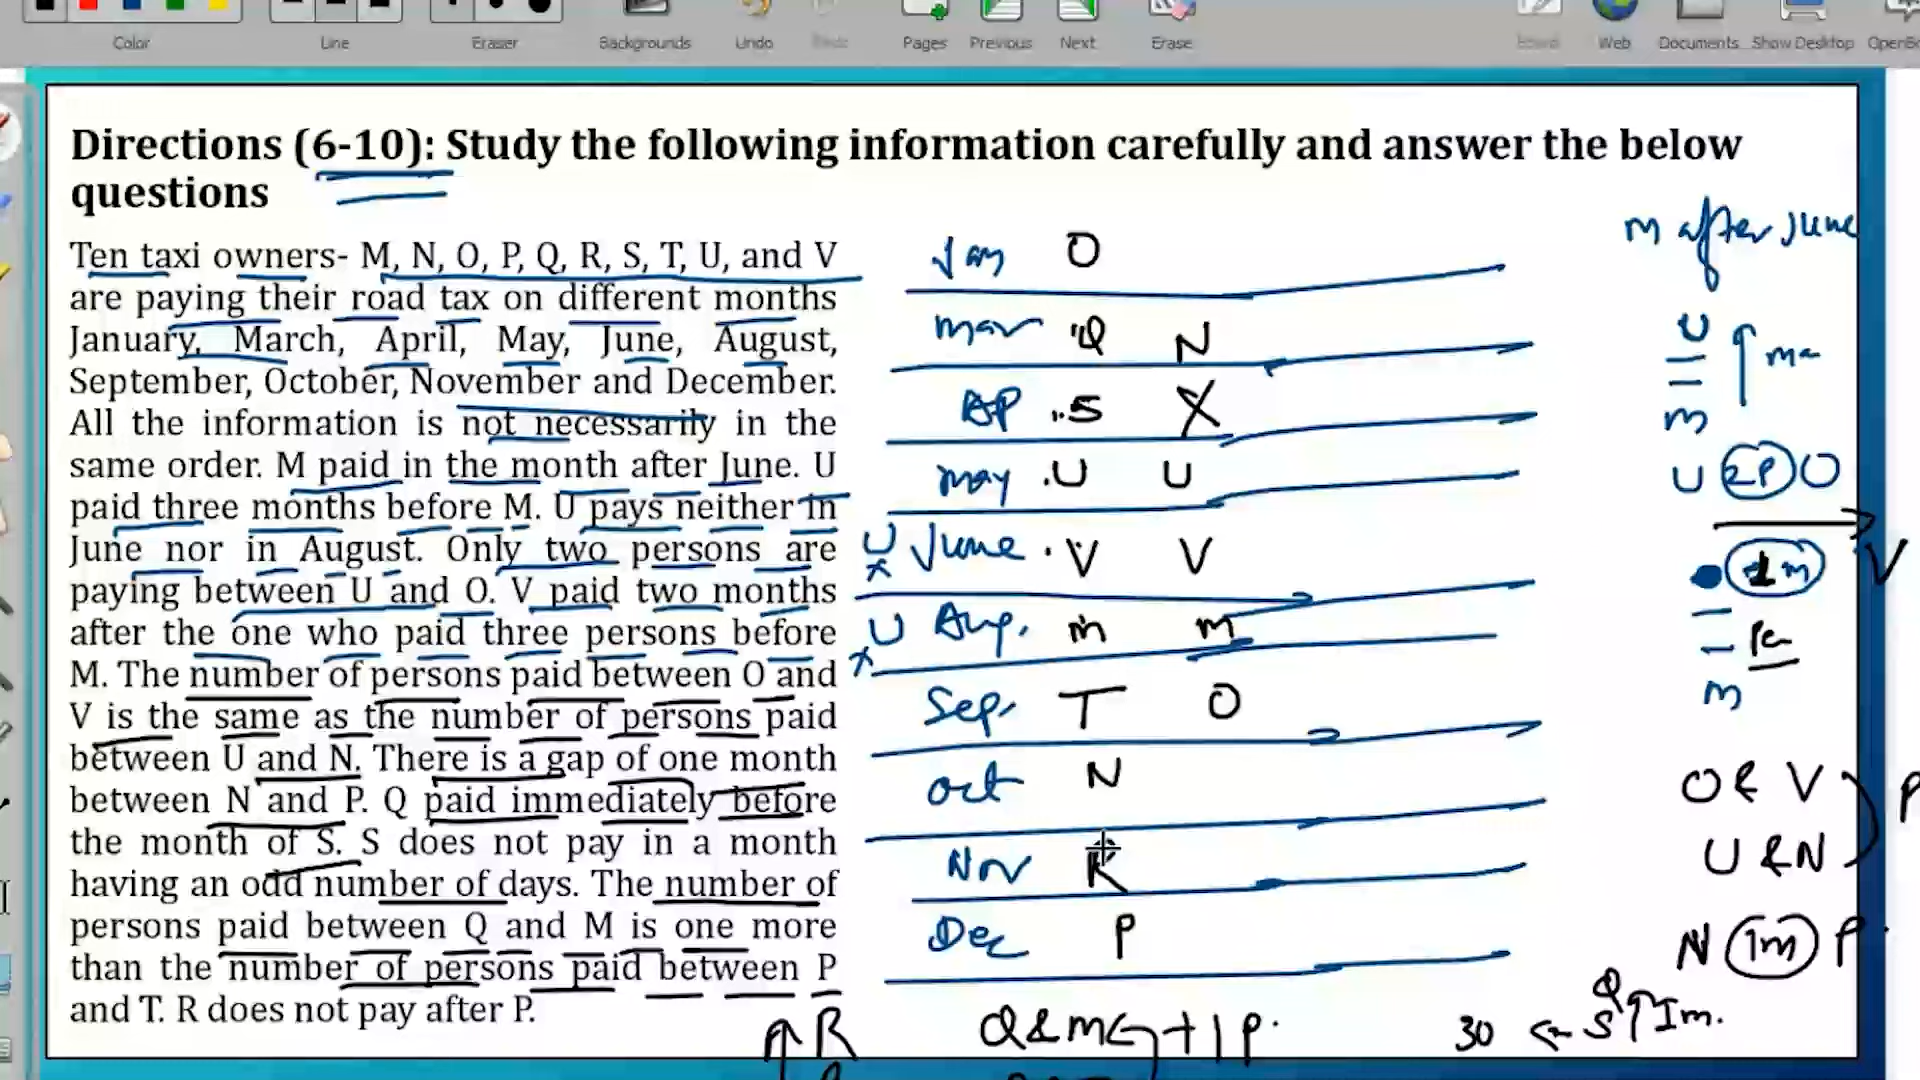 Color Line Eraser Backgrounds Undo Redo Pages Previous Next Erase Board Web Documents Show Desktop OpenBo
Directions (6-10): Study the following information carefully and answer the below
questions
Ten taxi owners- M, N, O, P, Q, R, S, T, U, and V
are paying their road tax on different months
January, March, April, May, June, August,
September, October, November and December.
All the information is not necessarily in the
same order. M paid in the month after June. U
paid three months before M. U pays neither in
June nor in August. Only two persons are
paying between U and O. V paid two months
after the one who paid three persons before
M. The number of persons paid between O and
V is the same as the number of persons paid
between U and N. There is a gap of one month
between N and P. Q paid immediately before
the month of S. S does not pay in a month
having an odd number of days. The number of
persons paid between Q and M is one more
than the number of persons paid between P
and T. R does not pay after P.
Jan O
mar Q N
AP S X
may U U
U x June V V
U x Aug. m m
Sep. T O
oct N
Nov R
Dec P
R
Q & M + 1 P.
m after June
U
m
U 2P O
1m V
m
O & V P
U & N
N 1m P
Q
30 S 1m.